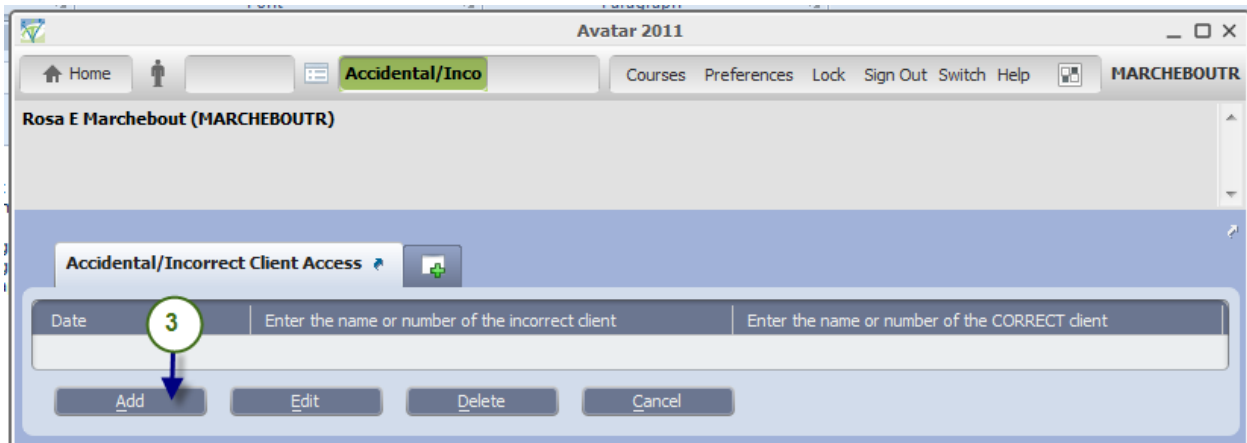 Avatar 2011
Home Accidental/Inco Courses Preferences Lock Sign Out Switch Help MARCHEBOUTR
Rosa E Marchebout (MARCHEBOUTR)
Accidental/Incorrect Client Access
Date Enter the name or number of the incorrect client Enter the name or number of the CORRECT client
3
Add Edit Delete Cancel